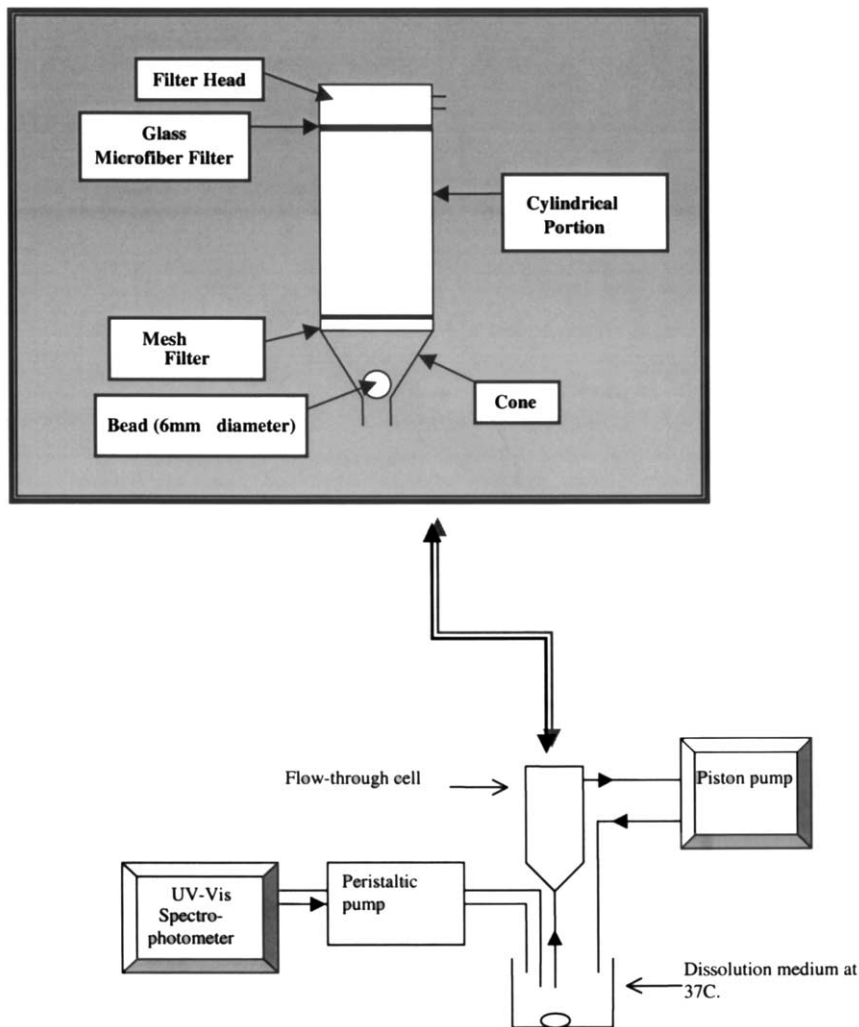 Filter Head
Glass
Microfiber Filter
Cylindrical
Portion
Mesh
Filter
Bead (6mm diameter)
Cone
Flow-through cell
Piston pump
UV-Vis
Spectro-
photometer
Peristaltic
pump
Dissolution medium at
37C.